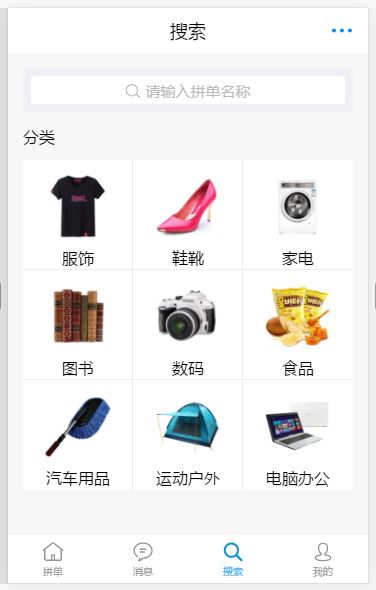 搜索
请输入拼单名称
分类
服饰 鞋靴 家电
图书 数码 食品
汽车用品 运动户外 电脑办公
拼单 消息 搜索 我的